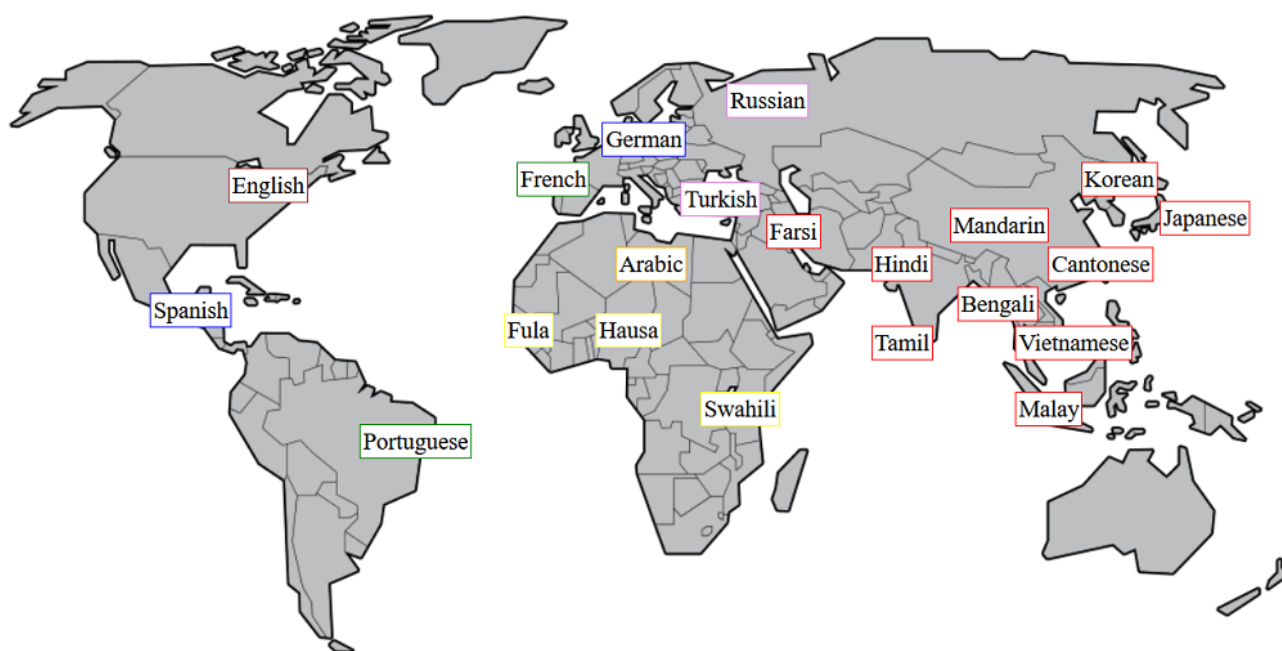 Russian
German
English
French
Korean
Turkish
Japanese
Mandarin
Farsi
Arabic
Hindi
Cantonese
Spanish
Bengali
Fula
Hausa
Tamil
Vietnamese
Swahili
Malay
Portuguese